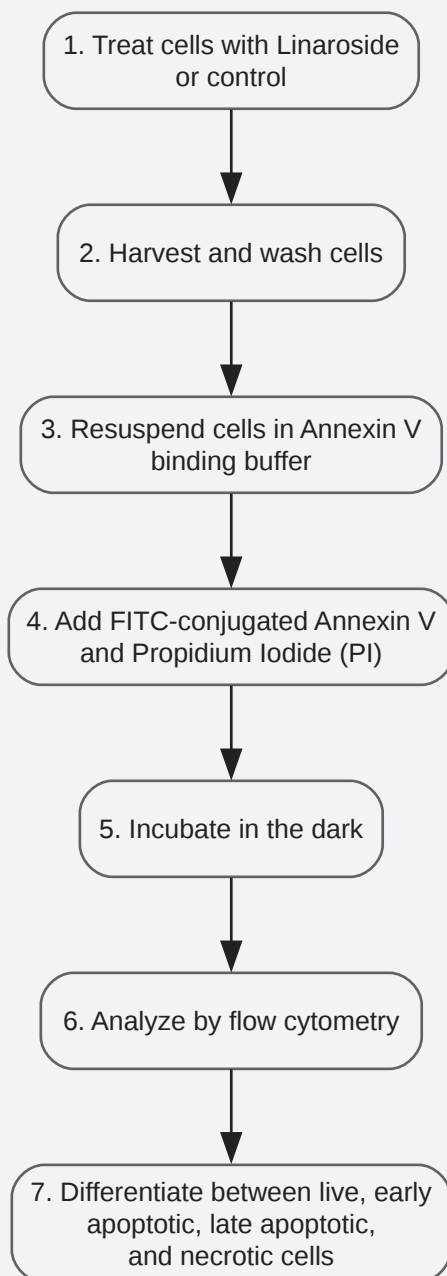 1. Treat cells with Linaroside
or control
2. Harvest and wash cells
3. Resuspend cells in Annexin V
binding buffer
4. Add FITC-conjugated Annexin V
and Propidium Iodide (PI)
5. Incubate in the dark
6. Analyze by flow cytometry
7. Differentiate between live, early
apoptotic, late apoptotic,
and necrotic cells